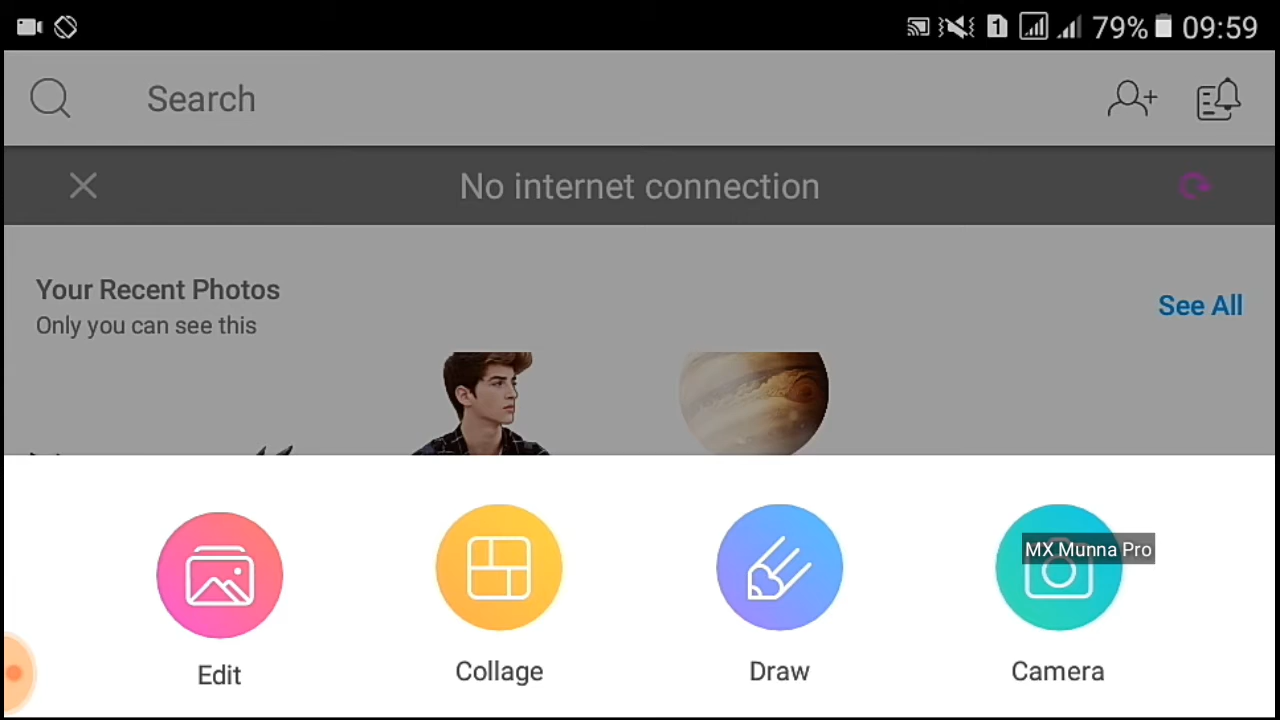 1 79% 09:59
Search
No internet connection
Your Recent Photos
Only you can see this
See All
MX Munna Pro
Edit
Collage
Draw
Camera